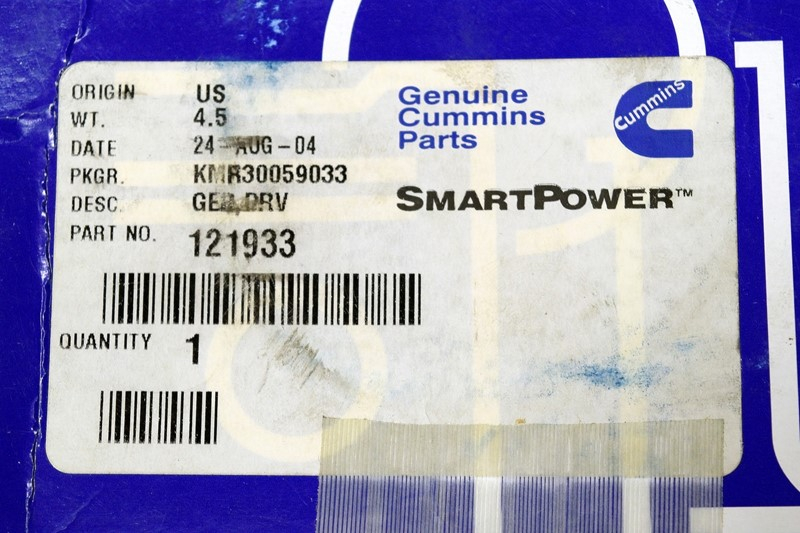 ORIGIN US
WT. 4.5
DATE 24-AUG-04
PKGR. KMR30059033
DESC. GEA, DRV
PART NO. 121933
QUANTITY 1
Genuine
Cummins
Parts
Cummins
SMARTPOWER™